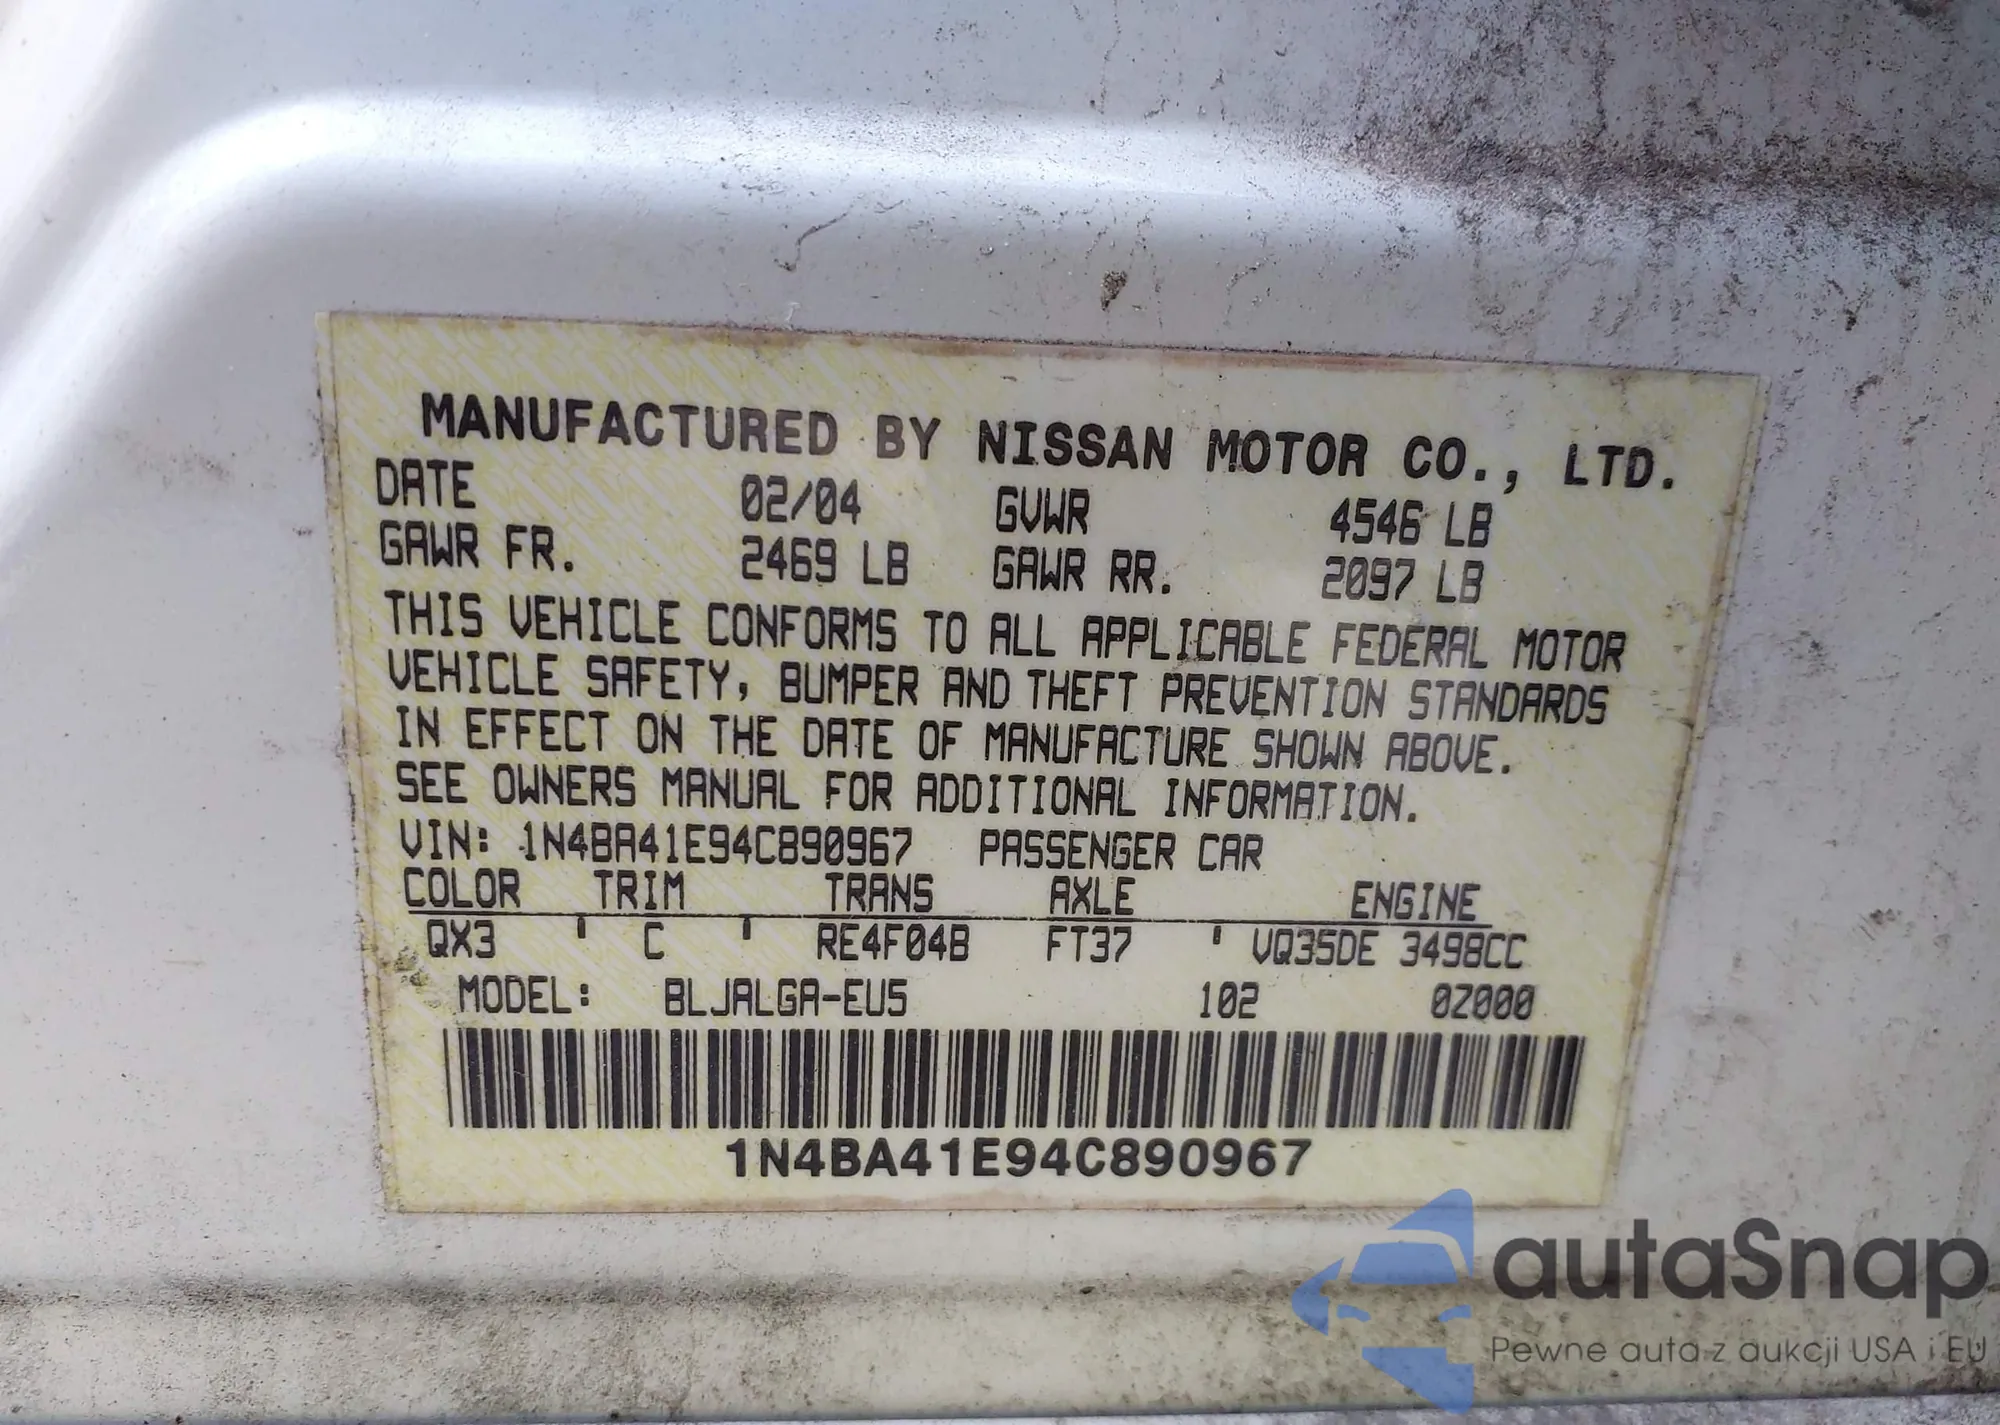 MANUFACTURED BY NISSAN MOTOR CO., LTD.
DATE 02/04 GVWR 4546 LB
GAWR FR. 2469 LB GAWR RR. 2097 LB
THIS VEHICLE CONFORMS TO ALL APPLICABLE FEDERAL MOTOR
VEHICLE SAFETY, BUMPER AND THEFT PREVENTION STANDARDS
IN EFFECT ON THE DATE OF MANUFACTURE SHOWN ABOVE.
SEE OWNERS MANUAL FOR ADDITIONAL INFORMATION.
VIN: 1N4BA41E94C890967 PASSENGER CAR
COLOR TRIM TRANS AXLE ENGINE
QX3 ' C ' RE4F04B FT37 ' VQ35DE 3498CC
MODEL: BLJALGA-EU5 102 0Z000
1N4BA41E94C890967
autaSnap
Pewne auta z aukcji USA i EU